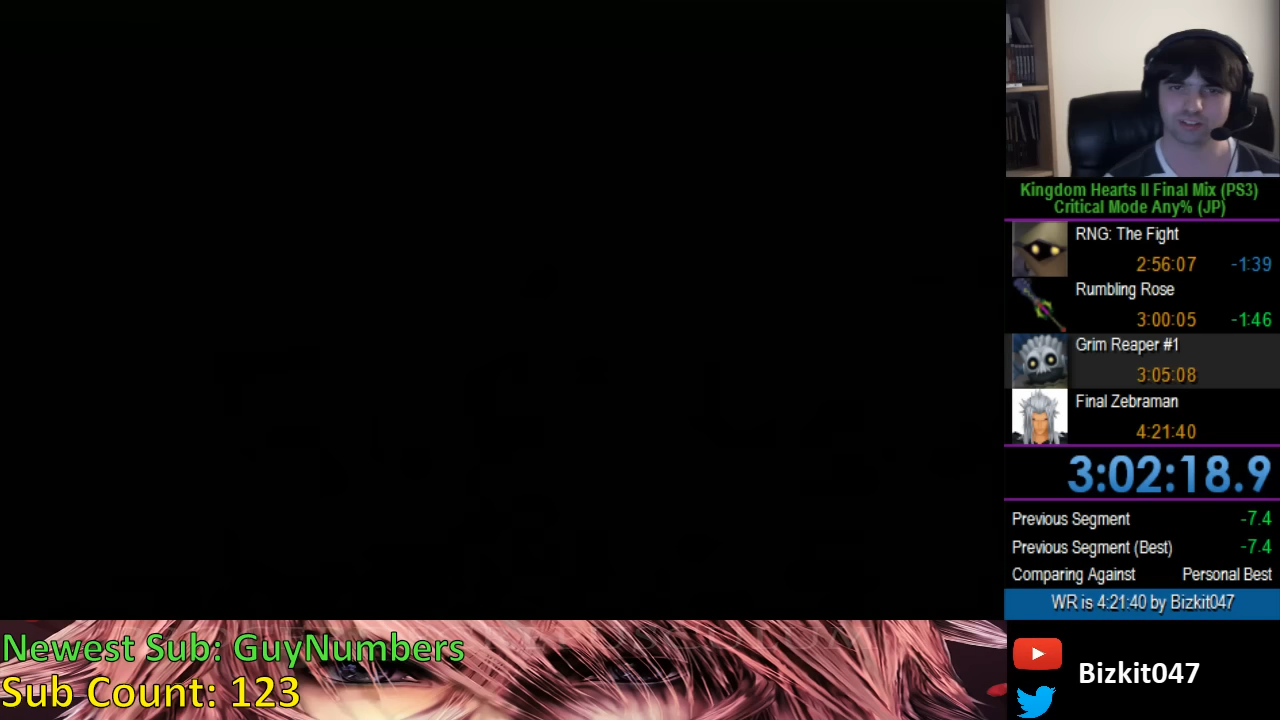 Kingdom Hearts II Final Mix (PS3)
Critical Mode Any% (JP)
RNG: The Fight
2:56:07 -1:39
Rumbling Rose
3:00:05 -1:46
Grim Reaper #1
3:05:08
Final Zebraman
4:21:40
3:02:18.9
Previous Segment -7.4
Previous Segment (Best) -7.4
Comparing Against Personal Best
WR is 4:21:40 by Bizkit047
Newest Sub: GuyNumbers
Sub Count: 123
Bizkit047